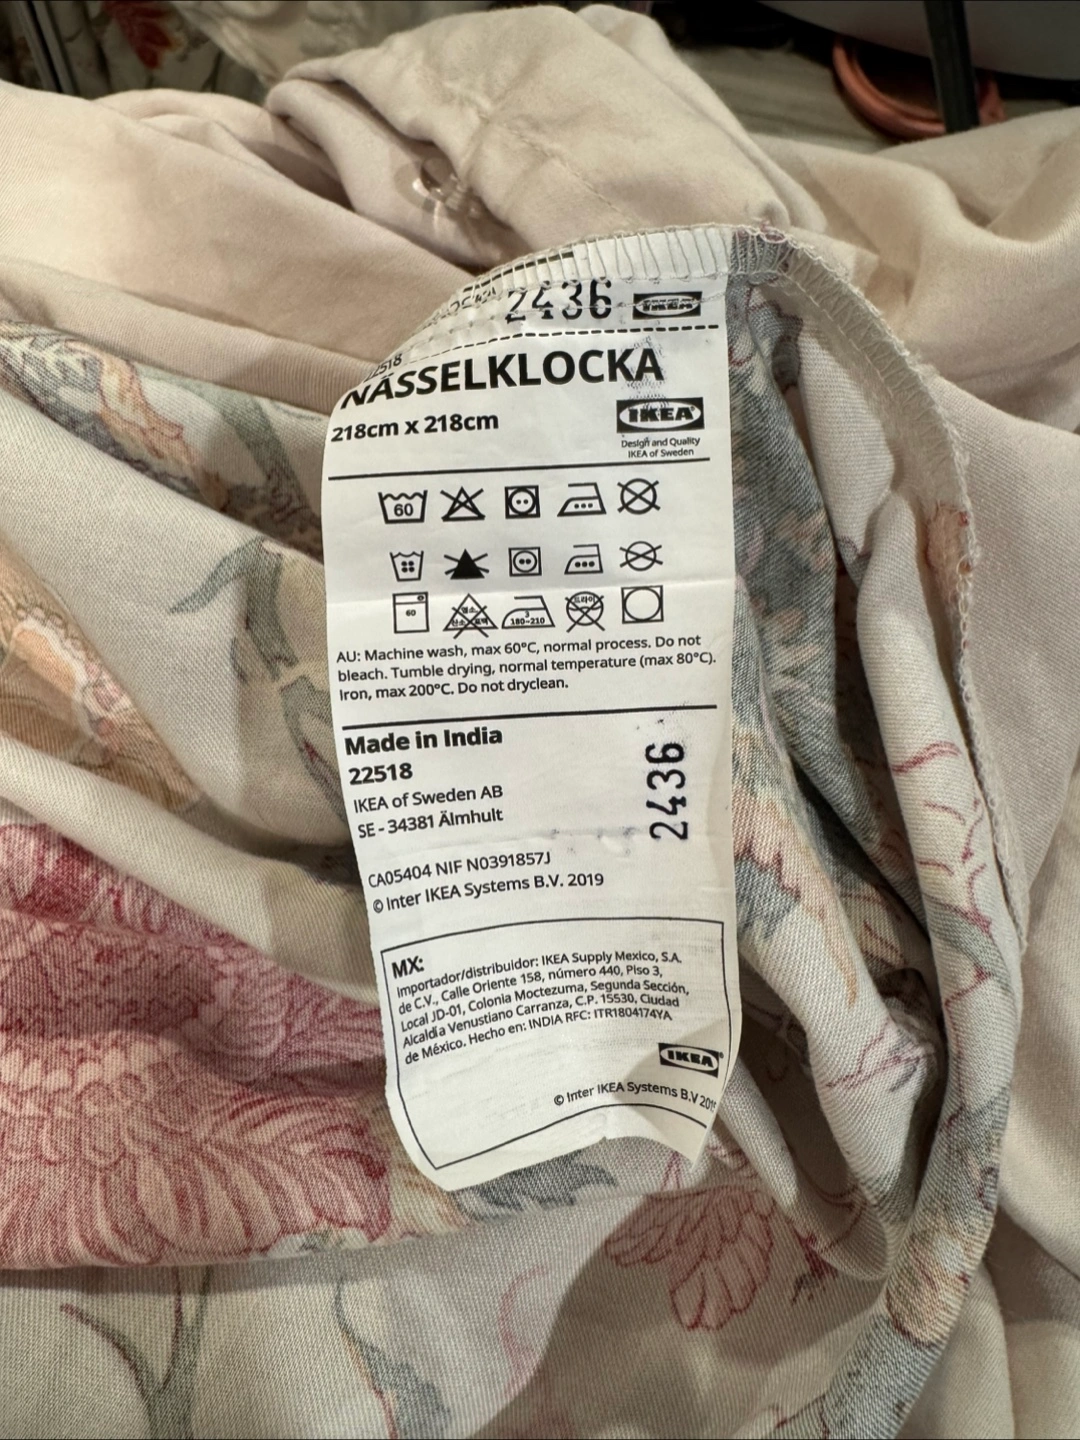 2436 IKEA
NÄSSELKLOCKA
218cm x 218cm
IKEA
Design and Quality
IKEA of Sweden
60
60
180-210
AU: Machine wash, max 60°C, normal process. Do not
bleach. Tumble drying, normal temperature (max 80°C).
Iron, max 200°C. Do not dryclean.
Made in India
22518
IKEA of Sweden AB
SE - 34381 Älmhult
2436
CA05404 NIF N0391857J
© Inter IKEA Systems B.V. 2019
MX:
Importador/distribuidor: IKEA Supply Mexico, S.A.
de C.V., Calle Oriente 158, número 440, Piso 3,
Local JD-01, Colonia Moctezuma, Segunda Sección,
Alcaldía Venustiano Carranza, C.P. 15530, Ciudad
de México. Hecho en: INDIA RFC: ITR1804174YA
IKEA
© Inter IKEA Systems B.V